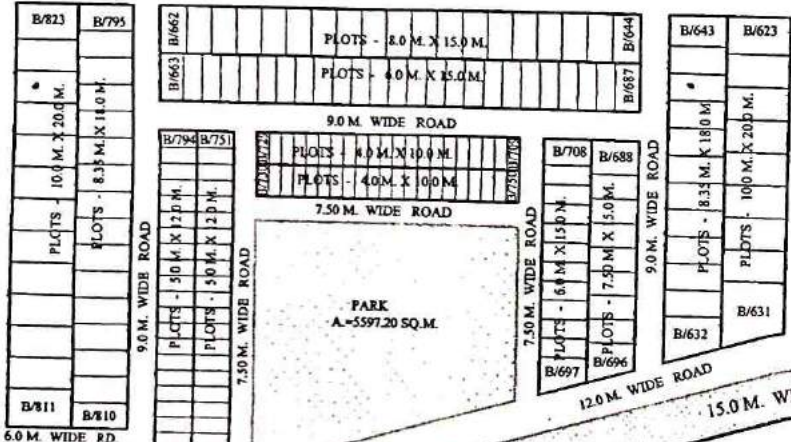 B/823
B/795
B/662
B/644
PLOTS - 8.0 M. X 15.0 M.
B/663
PLOTS - 6.0 M. X 15.0 M.
B/687
B/643
B/623
9.0 M. WIDE ROAD
PLOTS - 10.0 M. X 20.0 M.
PLOTS - 8.35 M. X 18.0 M.
B/794
B/751
B/730
B/729
PLOTS - 4.0 M. X 10.0 M.
B/709
PLOTS - 4.0 M. X 10.0 M.
B/750
B/708
B/688
7.50 M. WIDE ROAD
9.0 M. WIDE ROAD
PLOTS - 5.0 M. X 12.0 M.
PLOTS - 5.0 M. X 12.0 M.
7.50 M. WIDE ROAD
PARK
A.=5597.20 SQ.M.
7.50 M. WIDE ROAD
PLOTS - 6.0 M. X 15.0 M.
PLOTS - 7.50 M. X 15.0 M.
9.0 M. WIDE ROAD
PLOTS - 8.35 M. X 18.0 M.
PLOTS - 10.0 M. X 20.0 M.
B/631
B/632
B/697
B/696
B/811
B/810
6.0 M. WIDE RD.
12.0 M. WIDE ROAD
15.0 M.